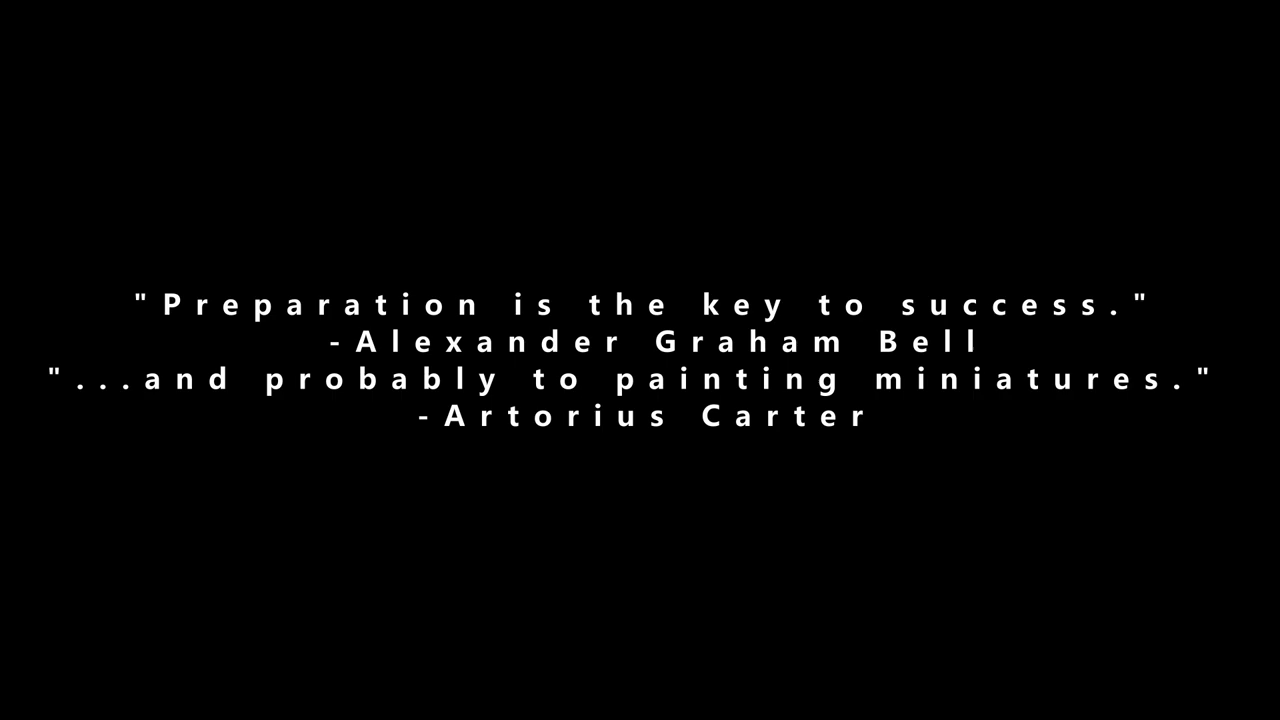 "Preparation is the key to success."
-Alexander Graham Bell
"...and probably to painting miniatures."
-Artorius Carter